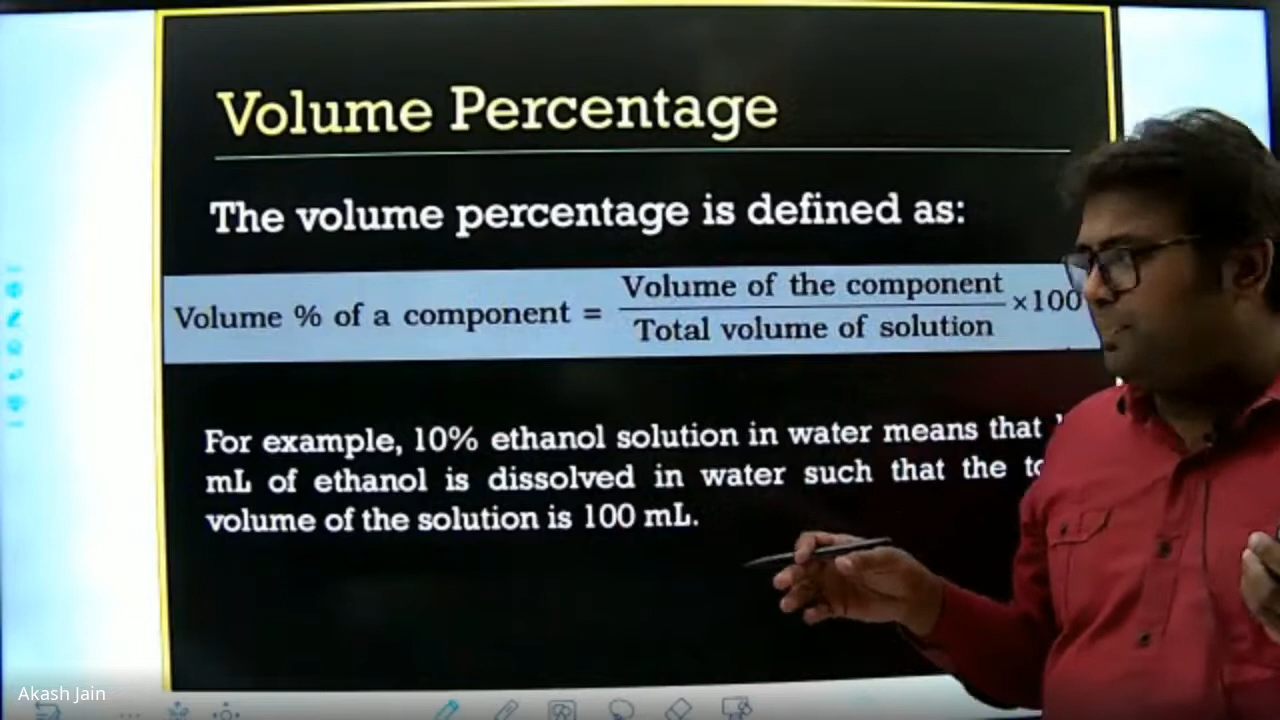 Volume Percentage
The volume percentage is defined as:
Volume % of a component = Volume of the component / Total volume of solution ×100
For example, 10% ethanol solution in water means that
mL of ethanol is dissolved in water such that the
volume of the solution is 100 mL.
Akash Jain